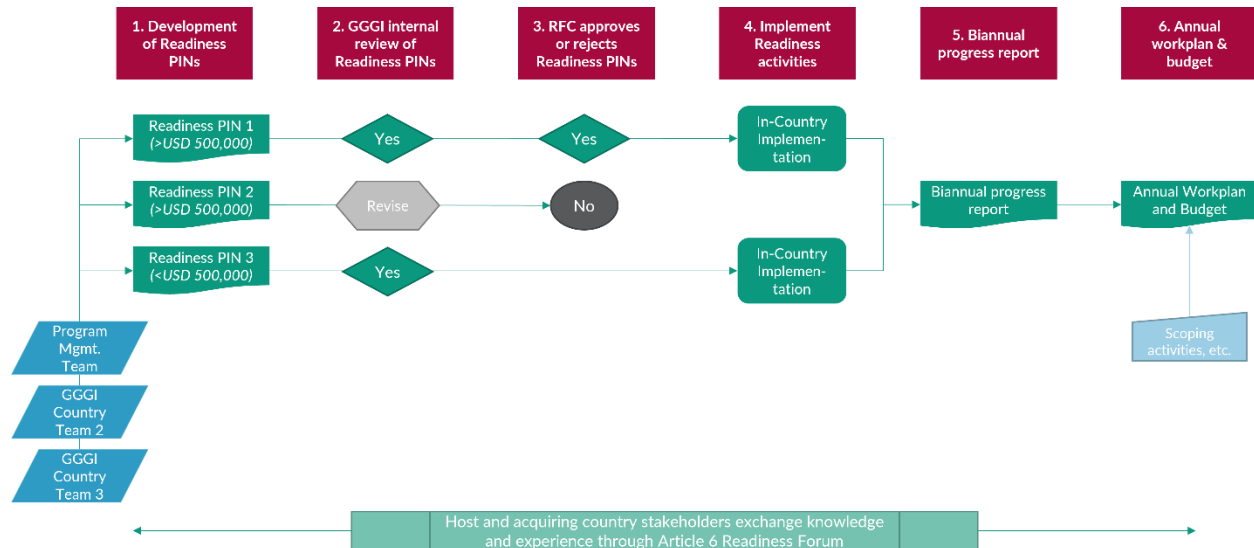 1. Development
of Readiness
PINs
2. GGGI internal
review of
Readiness PINs
3. RFC approves
or rejects
Readiness PINs
4. Implement
Readiness
activities
5. Biannual
progress report
6. Annual
workplan &
budget
Readiness PIN 1
(>USD 500,000)
Yes
Yes
In-Country
Implemen-
tation
Readiness PIN 2
(>USD 500,000)
Revise
No
Biannual progress
report
Annual Workplan
and Budget
Readiness PIN 3
(<USD 500,000)
Yes
In-Country
Implemen-
tation
Program
Mgmt.
Team
Scoping
activities, etc.
GGGI
Country
Team 2
GGGI
Country
Team 3
Host and acquiring country stakeholders exchange knowledge
and experience through Article 6 Readiness Forum